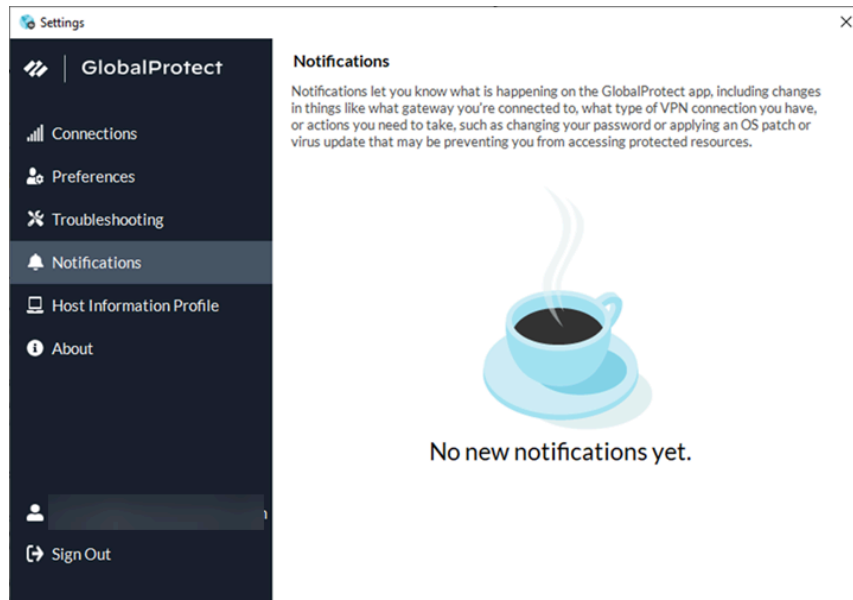 Settings
GlobalProtect
Connections
Preferences
Troubleshooting
Notifications
Host Information Profile
About
Sign Out
Notifications
Notifications let you know what is happening on the GlobalProtect app, including changes
in things like what gateway you're connected to, what type of VPN connection you have,
or actions you need to take, such as changing your password or applying an OS patch or
virus update that may be preventing you from accessing protected resources.
No new notifications yet.